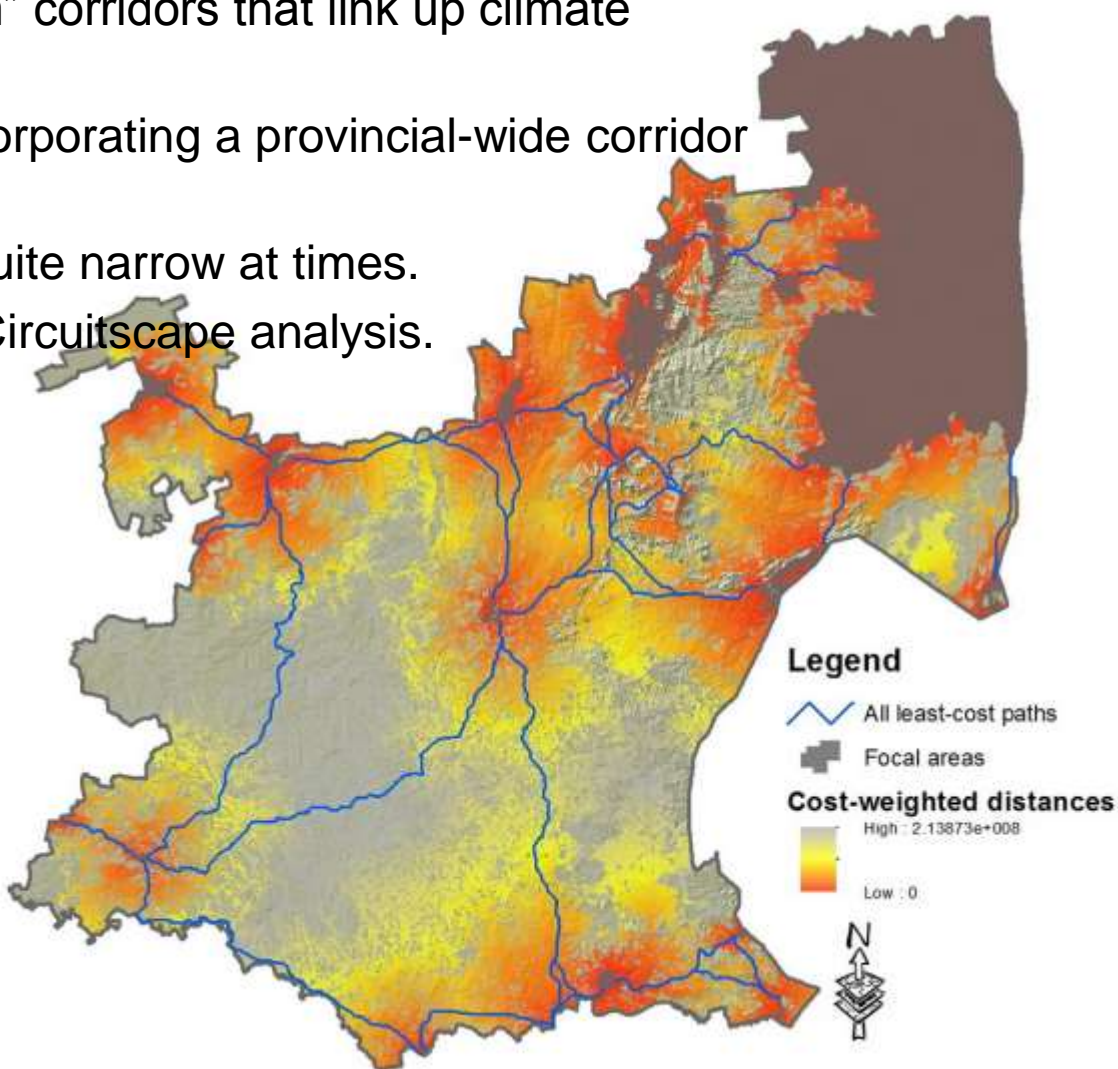 corridors that link up climate
orporating a provincial-wide corridor
uite narrow at times.
Circuitscape analysis.
Legend
All least-cost paths
Focal areas
Cost-weighted distances
High : 2.13873e+008
Low : 0
N